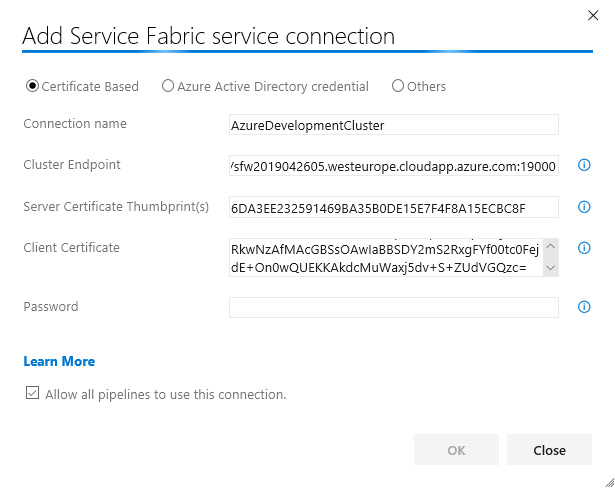 Add Service Fabric service connection
Certificate Based Azure Active Directory credential Others
Connection name AzureDevelopmentCluster
Cluster Endpoint /sfw2019042605.westeurope.cloudapp.azure.com:19000
Server Certificate Thumbprint(s) 6DA3EE232591469BA35B0DE15E7F4F8A15ECBC8F
Client Certificate RkwNzAfMAcGBSsOAwIaBBSDY2mS2RxgFYf00tc0Fej
dE+On0wQUEKKAkdcMuWaxj5dv+S+ZUdVGQzc=
Password
Learn More
Allow all pipelines to use this connection.
OK Close